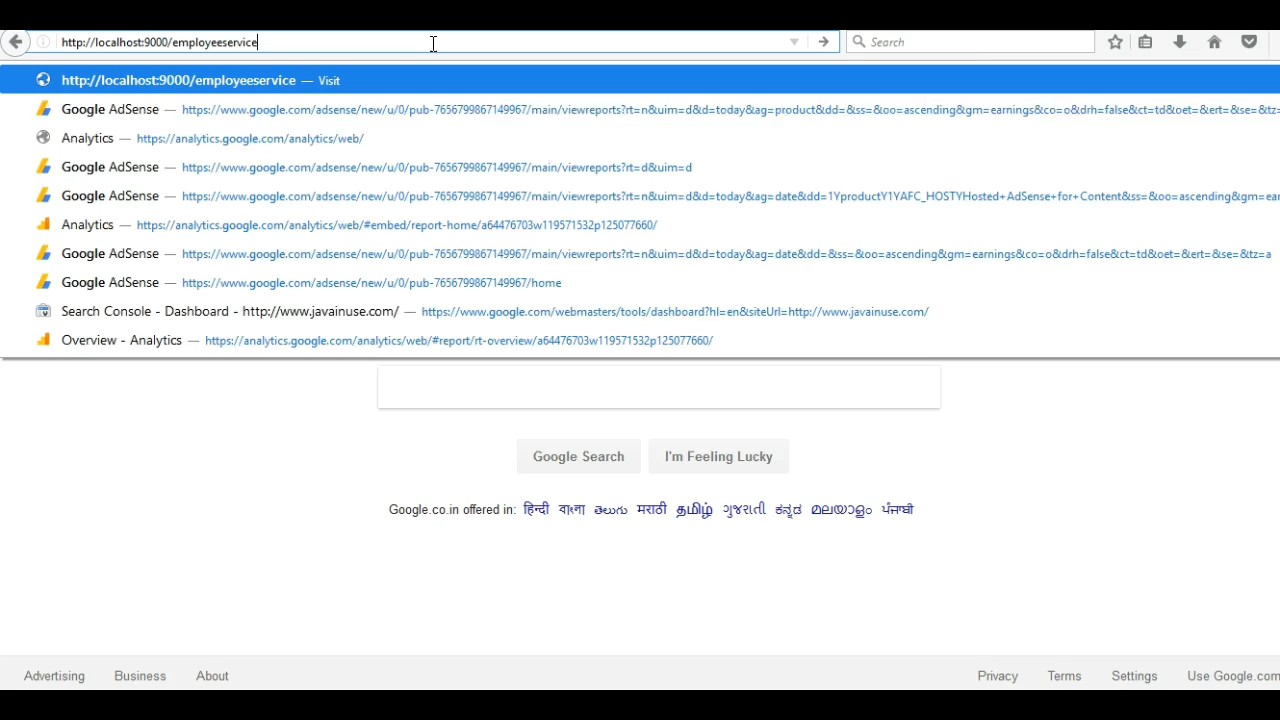 http://localhost:9000/employeeservice
Search
http://localhost:9000/employeeservice — Visit
Google AdSense — https://www.google.com/adsense/new/u/0/pub-7656799867149967/main/viewreports?rt=n&uim=d&d=today&ag=product&dd=&ss=&oo=ascending&gm=earnings&co=o&drh=false&ct=td&oet=&ert=&se=&tz=
Analytics — https://analytics.google.com/analytics/web/
Google AdSense — https://www.google.com/adsense/new/u/0/pub-7656799867149967/main/viewreports?rt=d&uim=d
Google AdSense — https://www.google.com/adsense/new/u/0/pub-7656799867149967/main/viewreports?rt=n&uim=d&d=today&ag=date&dd=1YproductY1YAFC_HOSTYHosted+AdSense+for+Content&ss=&oo=ascending&gm=ear
Analytics — https://analytics.google.com/analytics/web/#embed/report-home/a64476703w119571532p125077660/
Google AdSense — https://www.google.com/adsense/new/u/0/pub-7656799867149967/main/viewreports?rt=n&uim=d&d=today&ag=date&dd=&ss=&oo=ascending&gm=earnings&co=o&drh=false&ct=td&oet=&ert=&se=&tz=a
Google AdSense — https://www.google.com/adsense/new/u/0/pub-7656799867149967/home
Search Console - Dashboard - http://www.javainuse.com/ — https://www.google.com/webmasters/tools/dashboard?hl=en&siteUrl=http://www.javainuse.com/
Overview - Analytics — https://analytics.google.com/analytics/web/#report/rt-overview/a64476703w119571532p125077660/
Google Search I'm Feeling Lucky
Google.co.in offered in: हिन्दी বাংলা తెలుగు मराठी தமிழ் ગુજરાતી ಕನ್ನಡ മലയാളം ਪੰਜਾਬੀ
Advertising Business About Privacy Terms Settings Use Google.com